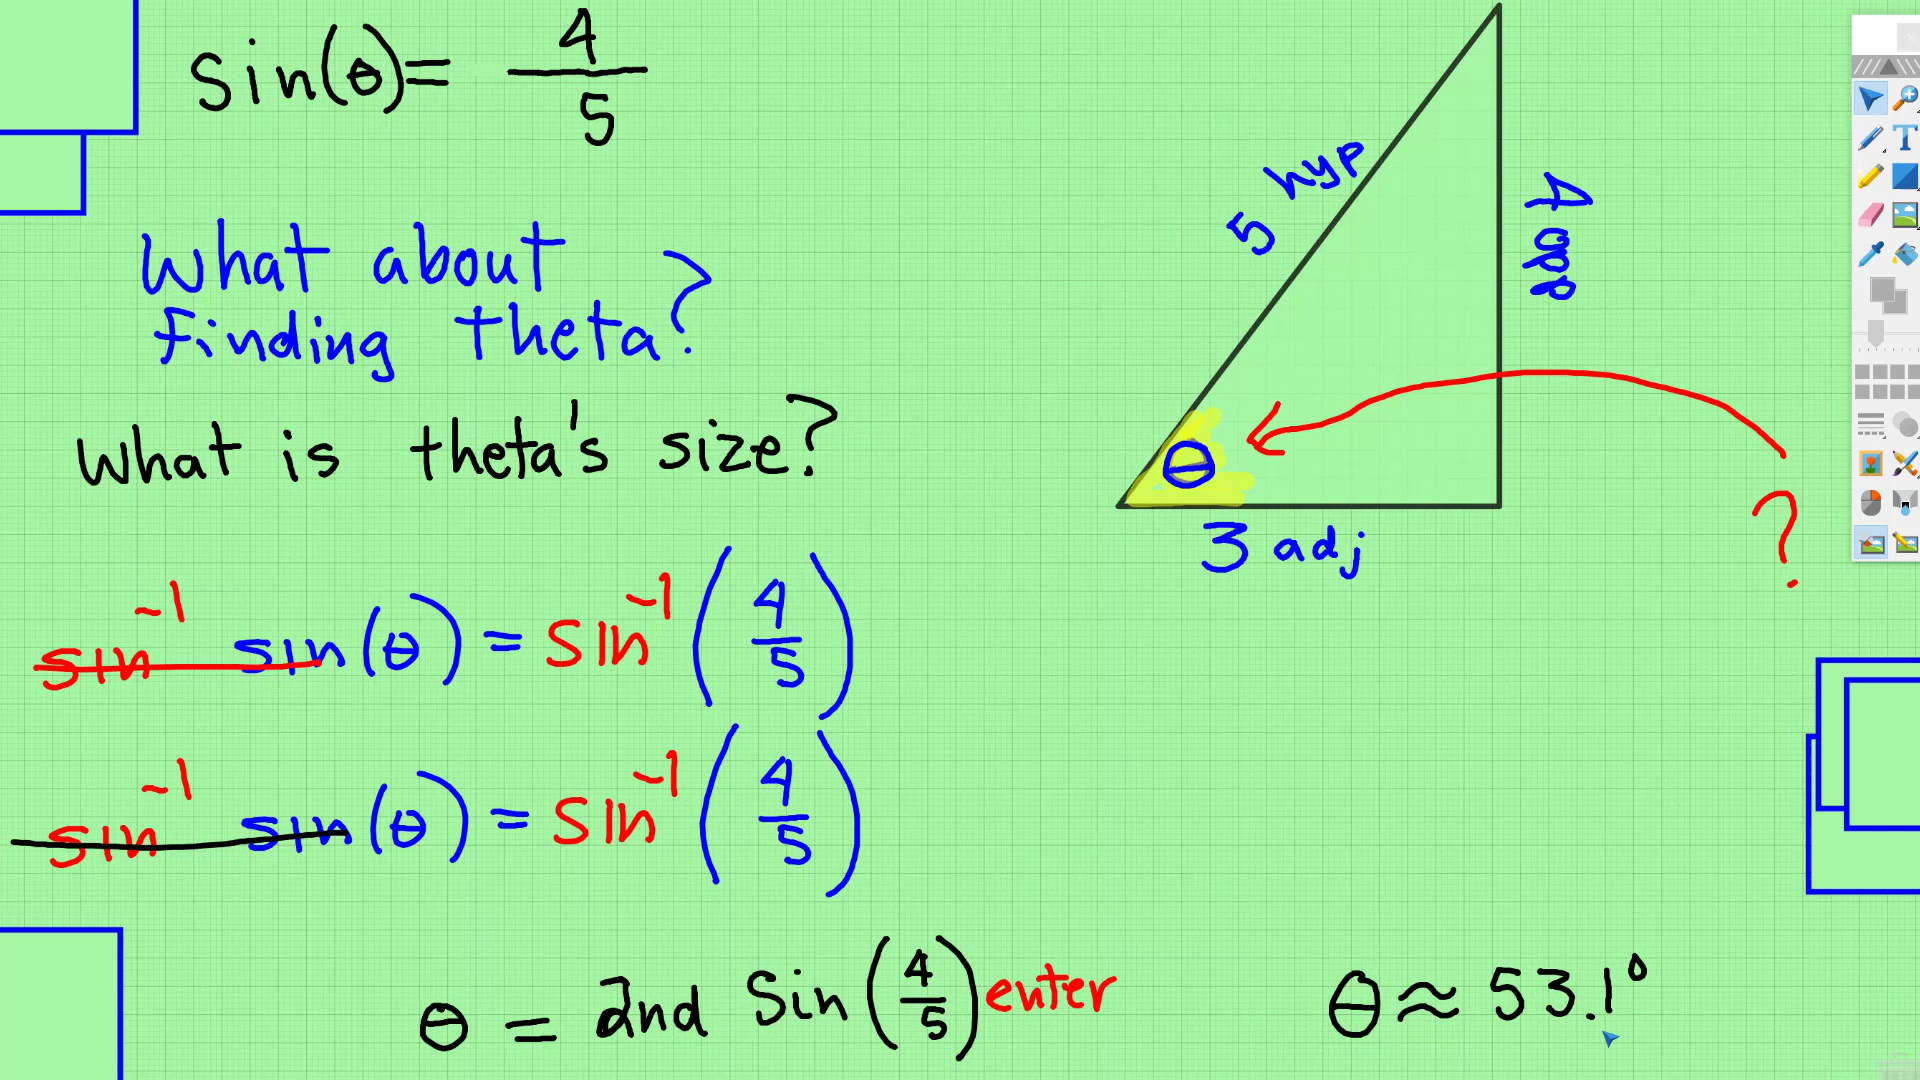 sin(θ)= 4/5
What about
finding theta?
What is theta's size?
5 hyp
4 opp
θ
3 adj
?
sin⁻¹ sin(θ) = sin⁻¹(4/5)
sin⁻¹ sin(θ) = sin⁻¹(4/5)
θ = 2nd Sin(4/5) enter
θ ≈ 53.1°